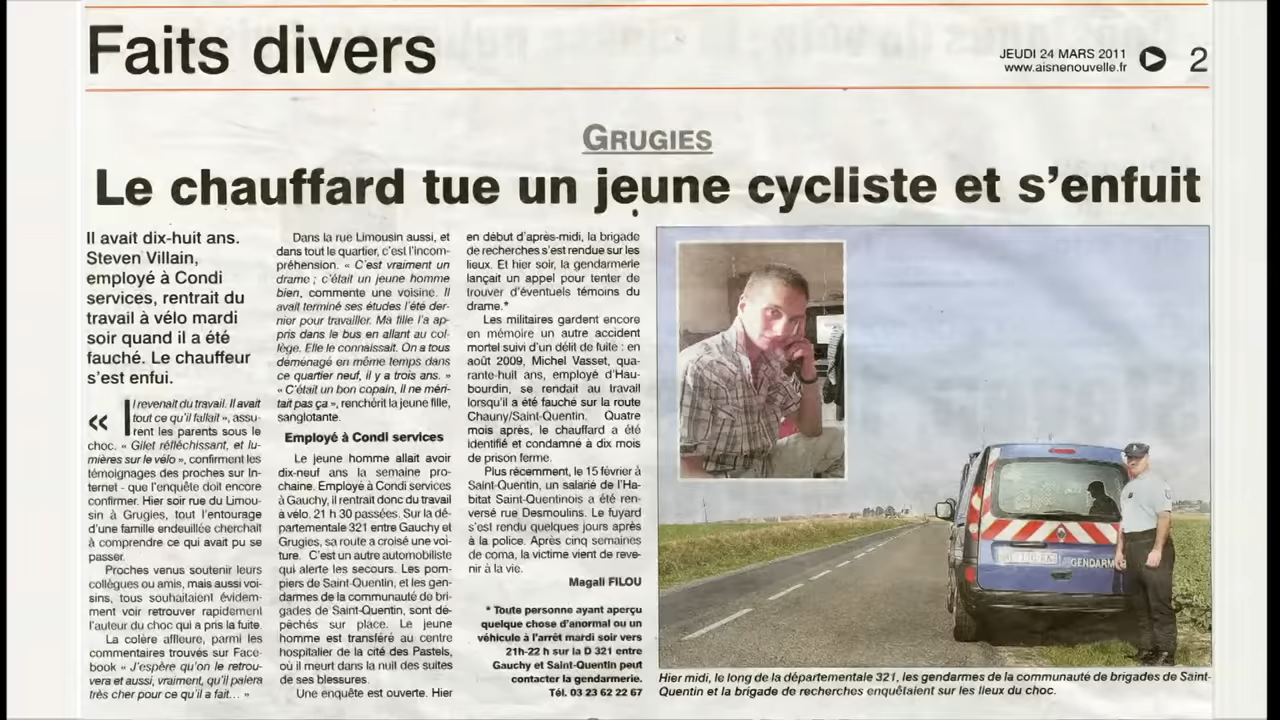 Faits divers
JEUDI 24 MARS 2011
www.aisnenouvelle.fr
2
GRUGIES
Le chauffard tue un jeune cycliste et s'enfuit
Il avait dix-huit ans.
Steven Villain,
employé à Condi
services, rentrait du
travail à vélo mardi
soir quand il a été
fauché. Le chauffeur
s'est enfui.
« Il revenait du travail. Il avait
tout ce qu'il fallait », assu-
rent les parents sous le
choc. « Gilet réfléchissant, et lu-
mières sur le vélo », confirment les
témoignages des proches sur In-
ternet - que l'enquête doit encore
confirmer. Hier soir rue du Limou-
sin à Grugies, tout l'entourage
d'une famille endeuillée cherchait
à comprendre ce qui avait pu se
passer.
Proches venus soutenir leurs
collègues ou amis, mais aussi voi-
sins, tous souhaitaient évidem-
ment voir retrouver rapidement
l'auteur du choc qui a pris la fuite.
La colère affleure, parmi les
commentaires trouvés sur Face-
book « J'espère qu'on le retrou-
vera et aussi, vraiment, qu'il paiera
très cher pour ce qu'il a fait... »
Dans la rue Limousin aussi, et
dans tout le quartier, c'est l'incom-
préhension. « C'est vraiment un
drame ; c'était un jeune homme
bien, commente une voisine. Il
avait terminé ses études l'été der-
nier pour travailler. Ma fille l'a ap-
pris dans le bus en allant au col-
lège. Elle le connaissait. On a tous
déménagé en même temps dans
ce quartier neuf, il y a trois ans. »
« C'était un bon copain, il ne méri-
tait pas ça », renchérit la jeune fille,
sanglotante.
Employé à Condi services
Le jeune homme allait avoir
dix-neuf ans la semaine pro-
chaine. Employé à Condi services
à Gauchy, il rentrait donc du travail
à vélo. 21 h 30 passées. Sur la dé-
partementale 321 entre Gauchy et
Grugies, sa route a croisé une voi-
ture. C'est un autre automobiliste
qui alerte les secours. Les pom-
piers de Saint-Quentin, et les gen-
darmes de la communauté de bri-
gades de Saint-Quentin, sont dé-
pêchés sur place. Le jeune
homme est transféré au centre
hospitalier de la cité des Pastels,
où il meurt dans la nuit des suites
de ses blessures.
Une enquête est ouverte. Hier
en début d'après-midi, la brigade
de recherches s'est rendue sur les
lieux. Et hier soir, la gendarmerie
lançait un appel pour tenter de
trouver d'éventuels témoins du
drame.*
Les militaires gardent encore
en mémoire un autre accident
mortel suivi d'un délit de fuite : en
août 2009, Michel Vasset, qua-
rante-huit ans, employé d'Hau-
bourdin, se rendait au travail
lorsqu'il a été fauché sur la route
Chauny/Saint-Quentin. Quatre
mois après, le chauffard a été
identifié et condamné à dix mois
de prison ferme.
Plus récemment, le 15 février à
Saint-Quentin, un salarié de l'Ha-
bitat Saint-Quentinois a été ren-
versé rue Desmoulins. Le fuyard
s'est rendu quelques jours après
à la police. Après cinq semaines
de coma, la victime vient de reve-
nir à la vie.
Magali FILOU
* Toute personne ayant aperçu
quelque chose d'anormal ou un
véhicule à l'arrêt mardi soir vers
21h-22 h sur la D 321 entre
Gauchy et Saint-Quentin peut
contacter la gendarmerie.
Tél. 03 23 62 22 67
GENDARM
Hier midi, le long de la départementale 321, les gendarmes de la communauté de brigades de Saint-
Quentin et la brigade de recherches enquêtaient sur les lieux du choc.